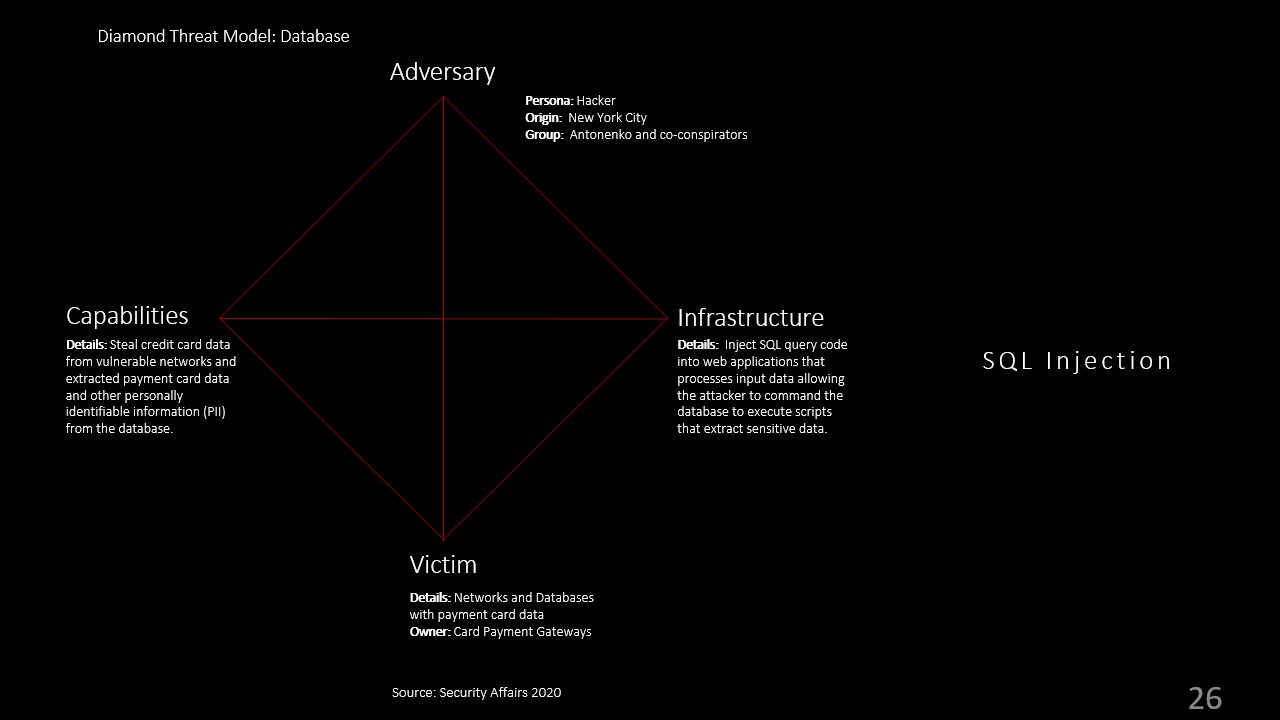 Diamond Threat Model: Database
Adversary
Persona: Hacker
Origin: New York City
Group: Antonenko and co-conspirators
Capabilities
Details: Steal credit card data
from vulnerable networks and
extracted payment card data
and other personally
identifiable information (PII)
from the database.
Infrastructure
Details: Inject SQL query code
into web applications that
processes input data allowing
the attacker to command the
database to execute scripts
that extract sensitive data.
SQL Injection
Victim
Details: Networks and Databases
with payment card data
Owner: Card Payment Gateways
Source: Security Affairs 2020
26